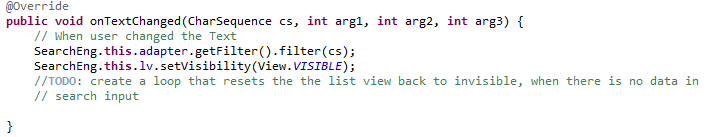 @Override
public void onTextChanged(CharSequence cs, int arg1, int arg2, int arg3) {
// When user changed the Text
SearchEng.this.adapter.getFilter().filter(cs);
SearchEng.this.lv.setVisibility(View.VISIBLE);
//TODO: create a loop that resets the the list view back to invisible, when there is no data in
// search input
}